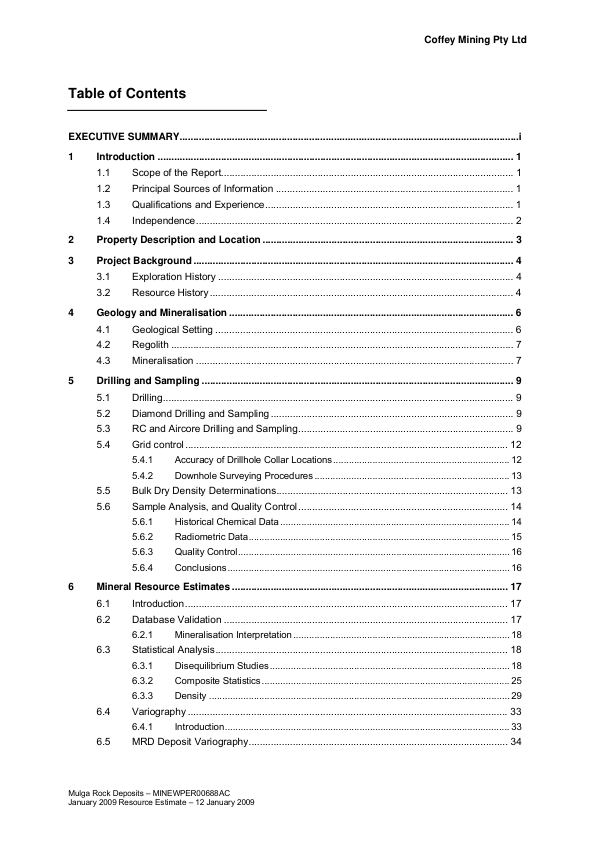 Coffey Mining Pty Ltd
Table of Contents
EXECUTIVE SUMMARY.....i
1 Introduction ..... 1
1.1 Scope of the Report..... 1
1.2 Principal Sources of Information ..... 1
1.3 Qualifications and Experience..... 1
1.4 Independence..... 2
2 Property Description and Location ..... 3
3 Project Background ..... 4
3.1 Exploration History ..... 4
3.2 Resource History..... 4
4 Geology and Mineralisation ..... 6
4.1 Geological Setting ..... 6
4.2 Regolith ..... 7
4.3 Mineralisation ..... 7
5 Drilling and Sampling ..... 9
5.1 Drilling..... 9
5.2 Diamond Drilling and Sampling ..... 9
5.3 RC and Aircore Drilling and Sampling..... 9
5.4 Grid control ..... 12
5.4.1 Accuracy of Drillhole Collar Locations..... 12
5.4.2 Downhole Surveying Procedures ..... 13
5.5 Bulk Dry Density Determinations..... 13
5.6 Sample Analysis, and Quality Control..... 14
5.6.1 Historical Chemical Data ..... 14
5.6.2 Radiometric Data ..... 15
5.6.3 Quality Control..... 16
5.6.4 Conclusions..... 16
6 Mineral Resource Estimates ..... 17
6.1 Introduction ..... 17
6.2 Database Validation ..... 17
6.2.1 Mineralisation Interpretation ..... 18
6.3 Statistical Analysis..... 18
6.3.1 Disequilibrium Studies..... 18
6.3.2 Composite Statistics..... 25
6.3.3 Density ..... 29
6.4 Variography ..... 33
6.4.1 Introduction..... 33
6.5 MRD Deposit Variography..... 34
Mulga Rock Deposits – MINEWPER00688AC
January 2009 Resource Estimate – 12 January 2009